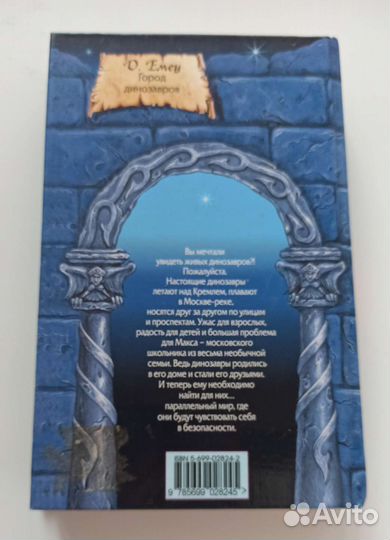 О. Емец
Город
динозавров
Вы мечтали
увидеть живых динозавров?!
Пожалуйста.
Настоящие динозавры
летают над Кремлем, плавают
в Москве-реке,
носятся друг за другом по улицам
и проспектам. Ужас для взрослых,
радость для детей и большая проблема
для Макса – московского
школьника из весьма необычной
семьи. Ведь динозавры родились
в его доме и стали его друзьями.
И теперь ему необходимо
найти для них...
параллельный мир, где
они будут чувствовать себя
в безопасности.
ISBN 5-699-02824-2
9 785699 028245 >
Avito